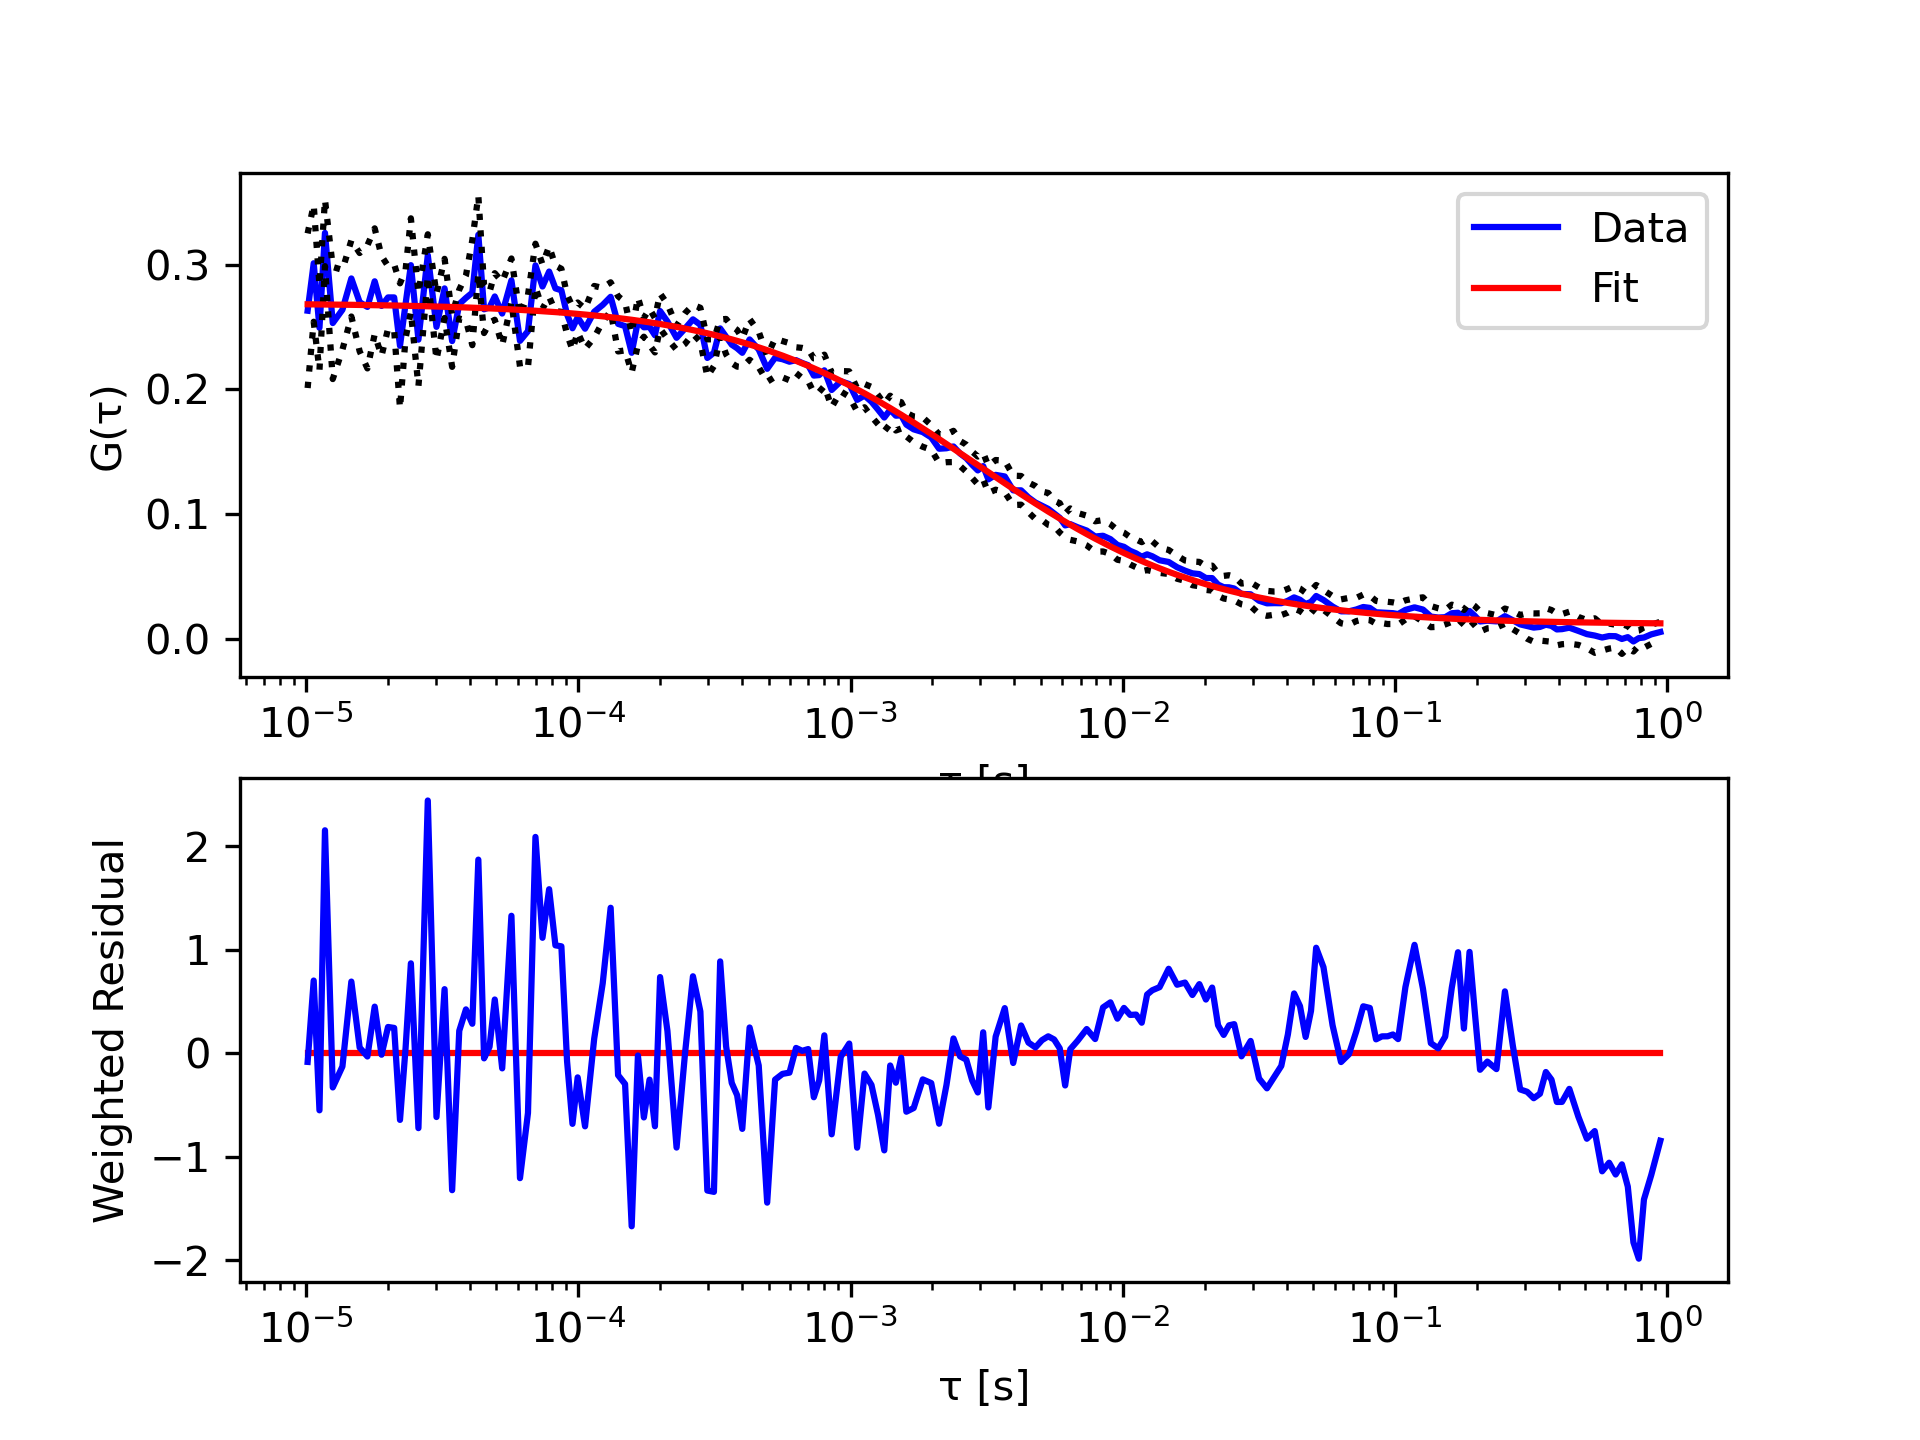 0.3
0.2
0.1
0.0
G(τ)
Data
Fit
10⁻⁵ 10⁻⁴ 10⁻³ 10⁻² 10⁻¹ 10⁰
τ [s]
2
1
0
−1
−2
Weighted Residual
10⁻⁵ 10⁻⁴ 10⁻³ 10⁻² 10⁻¹ 10⁰
τ [s]